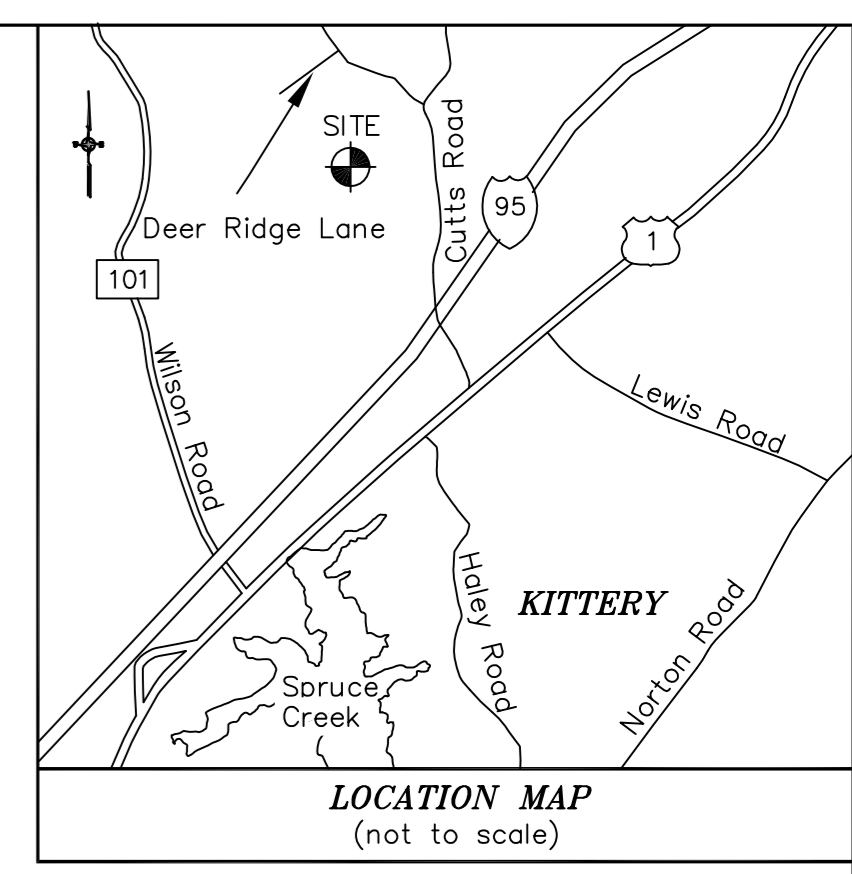 SITE
Cutts Road
95
1
Deer Ridge Lane
101
Wilson Road
Lewis Road
Haley Road
KITTERY
Norton Road
Spruce
Creek
LOCATION MAP
(not to scale)